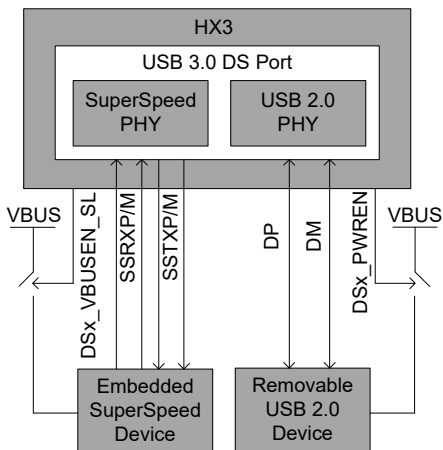 HX3
USB 3.0 DS Port
SuperSpeed
PHY
USB 2.0
PHY
VBUS
DSx_VBUSEN_SL
SSRXP/M
SSTXP/M
DP
DM
DSx_PWREN
VBUS
Embedded
SuperSpeed
Device
Removable
USB 2.0
Device